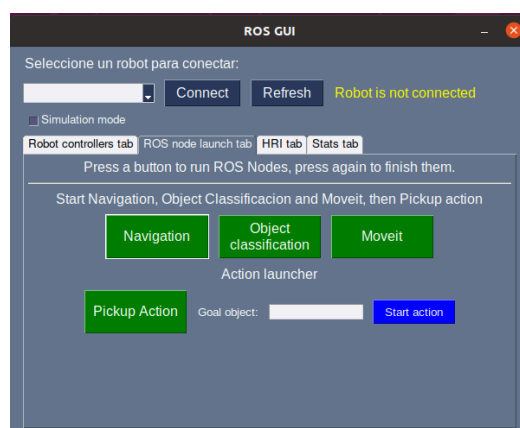 ROS GUI
Seleccione un robot para conectar:
Connect Refresh Robot is not connected
Simulation mode
Robot controllers tab ROS node launch tab HRI tab Stats tab
Press a button to run ROS Nodes, press again to finish them.
Start Navigation, Object Classificacion and Moveit, then Pickup action
Navigation Object classification Moveit
Action launcher
Pickup Action Goal object: Start action